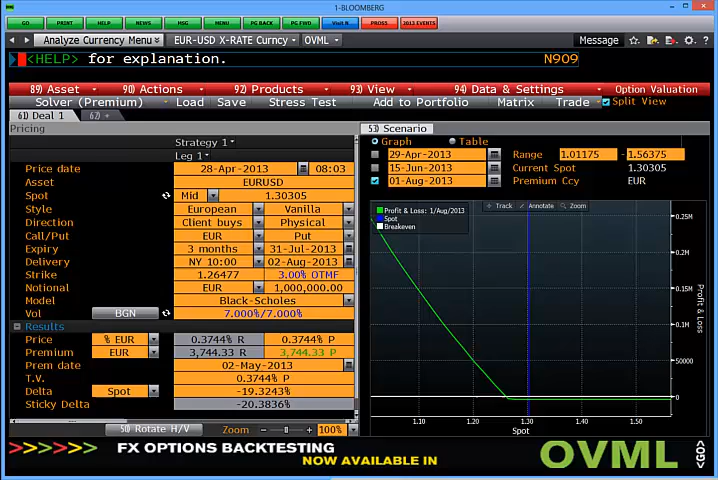 1-BLOOMBERG
GO PRINT HELP NEWS MSG MENU PG BACK PG FWD Visit N PROS5 2013 EVENTS
Analyze Currency Menu EUR-USD X-RATE Curncy OVML Message
<HELP> for explanation. N909
89) Asset 90) Actions 92) Products 93) View 94) Data & Settings Option Valuation
Solver (Premium) Load Save Stress Test Add to Portfolio Matrix Trade Split View
61) Deal 1 62) +
Pricing
Strategy 1
Leg 1
Price date 28-Apr-2013 08:03
Asset EURUSD
Spot Mid 1.30305
Style European Vanilla
Direction Client buys Physical
Call/Put EUR Put
Expiry 3 months 31-Jul-2013
Delivery NY 10:00 02-Aug-2013
Strike 1.26477 3.00% OTMF
Notional EUR 1,000,000.00
Model Black-Scholes
Vol BGN 7.000%/7.000%
Results
Price % EUR 0.3744% R 0.3744% P
Premium EUR 3,744.33 R 3,744.33 P
Prem date 02-May-2013
T.V. 0.3744% P
Delta Spot -19.3243%
Sticky Delta -20.3836%
50) Rotate H/V Zoom 100%
53) Scenario
Graph Table
29-Apr-2013 Range 1.01175 - 1.56375
15-Jun-2013 Current Spot 1.30305
01-Aug-2013 Premium Ccy EUR
Profit & Loss: 1/Aug/2013
Spot
Breakeven
Track Annotate Zoom
0.25M
0.2M
0.15M
0.1M
50000
0
Profit & Loss
1.10 1.20 1.30 1.40 1.50
Spot
FX OPTIONS BACKTESTING
NOW AVAILABLE IN
OVML <GO>